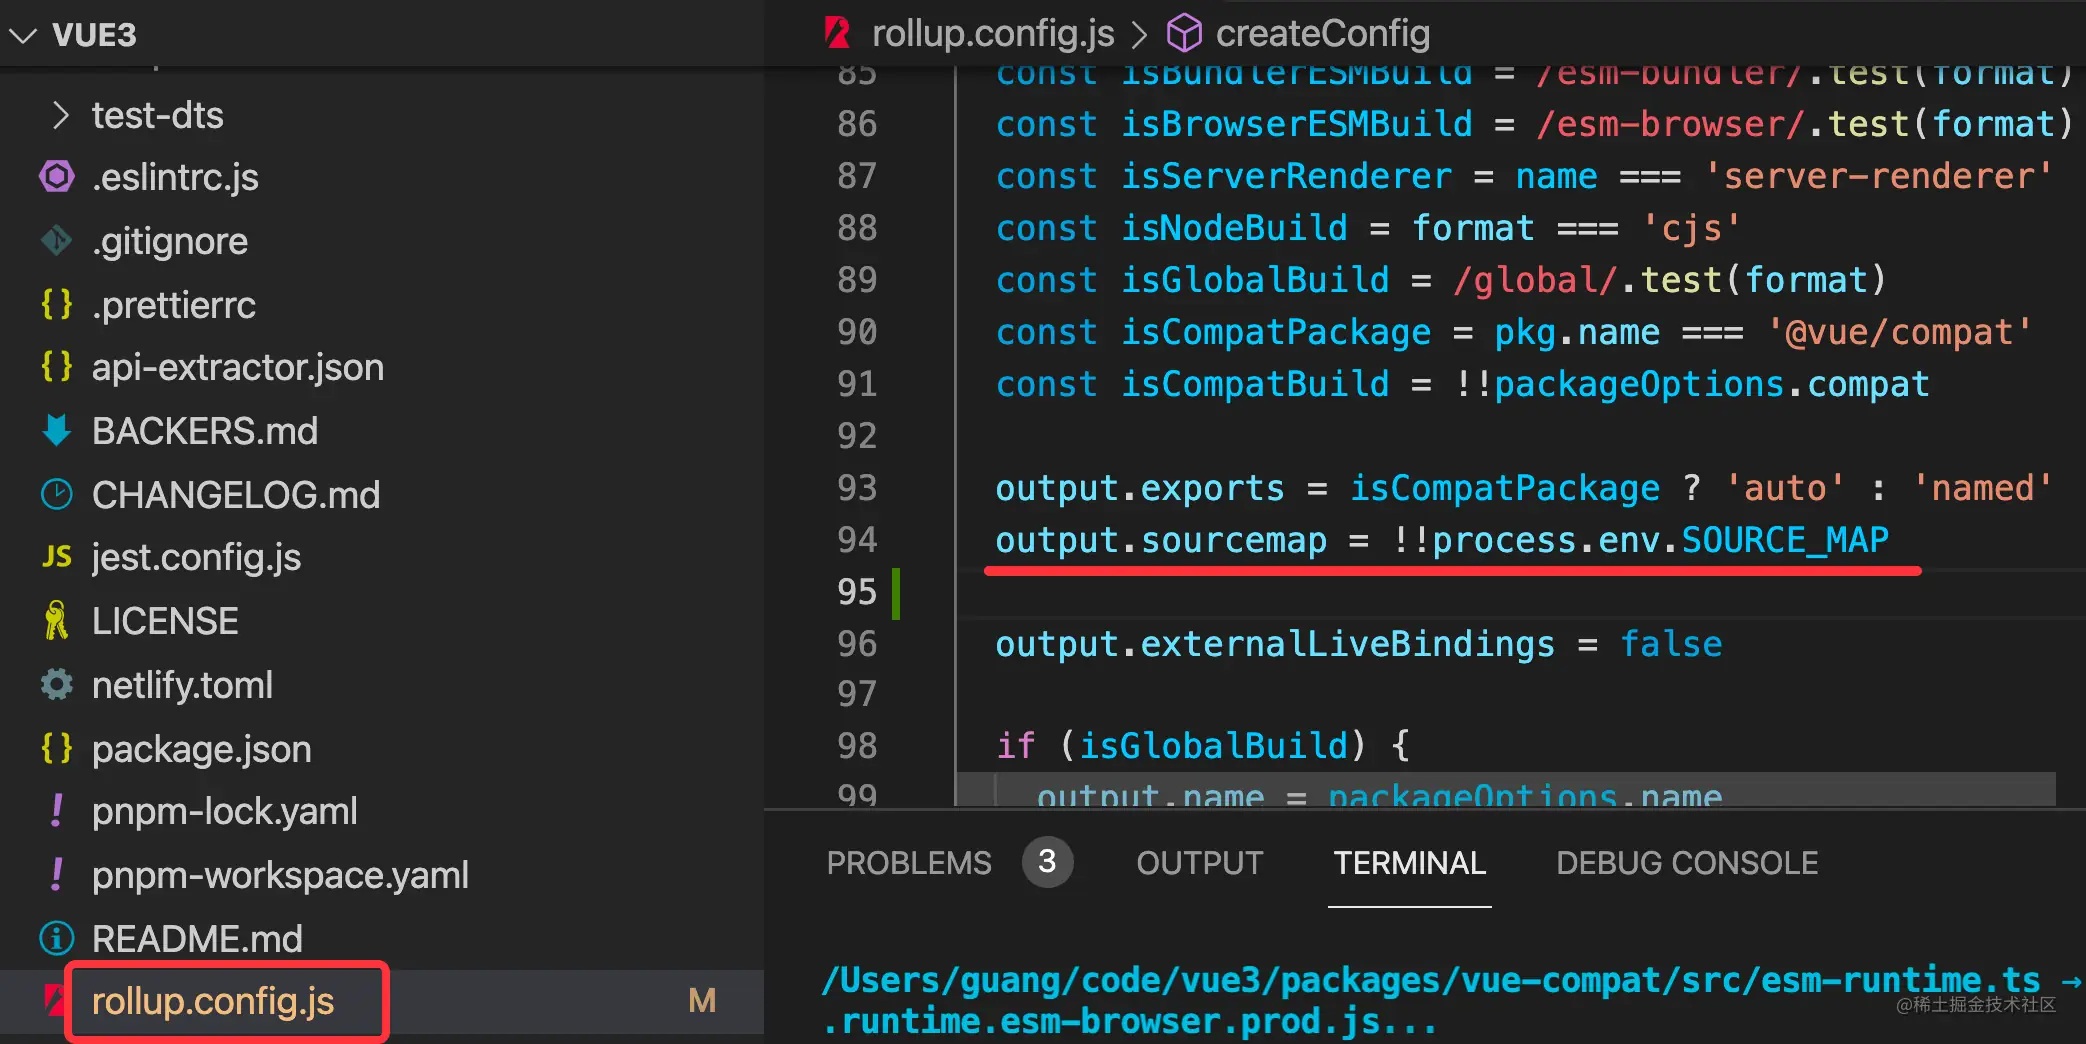 VUE3
test-dts
.eslintrc.js
.gitignore
{} .prettierrc
{} api-extractor.json
BACKERS.md
CHANGELOG.md
JS jest.config.js
LICENSE
netlify.toml
{} package.json
! pnpm-lock.yaml
! pnpm-workspace.yaml
README.md
rollup.config.js M
rollup.config.js > createConfig
85 const isBundlerESMBuild = /esm-bundler/.test(format)
86 const isBrowserESMBuild = /esm-browser/.test(format)
87 const isServerRenderer = name === 'server-renderer'
88 const isNodeBuild = format === 'cjs'
89 const isGlobalBuild = /global/.test(format)
90 const isCompatPackage = pkg.name === '@vue/compat'
91 const isCompatBuild = !!packageOptions.compat
92
93 output.exports = isCompatPackage ? 'auto' : 'named'
94 output.sourcemap = !!process.env.SOURCE_MAP
95
96 output.externalLiveBindings = false
97
98 if (isGlobalBuild) {
99 output.name = packageOptions.name
PROBLEMS 3 OUTPUT TERMINAL DEBUG CONSOLE
/Users/guang/code/vue3/packages/vue-compat/src/esm-runtime.ts →
.runtime.esm-browser.prod.js...
@稀土掘金技术社区